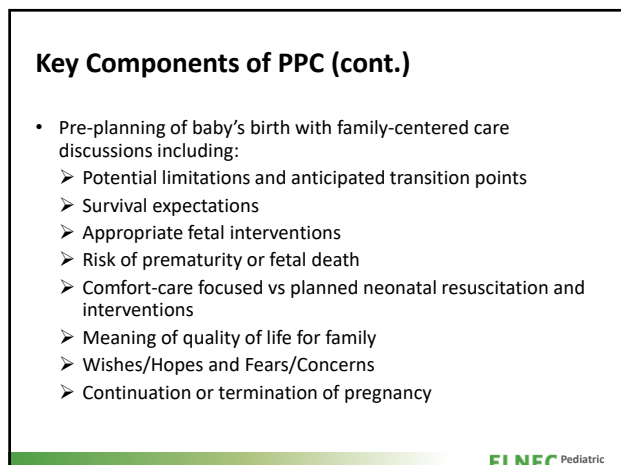 Key Components of PPC (cont.)
• Pre-planning of baby's birth with family-centered care
discussions including:
➢ Potential limitations and anticipated transition points
➢ Survival expectations
➢ Appropriate fetal interventions
➢ Risk of prematurity or fetal death
➢ Comfort-care focused vs planned neonatal resuscitation and
interventions
➢ Meaning of quality of life for family
➢ Wishes/Hopes and Fears/Concerns
➢ Continuation or termination of pregnancy
ELNEC Pediatric